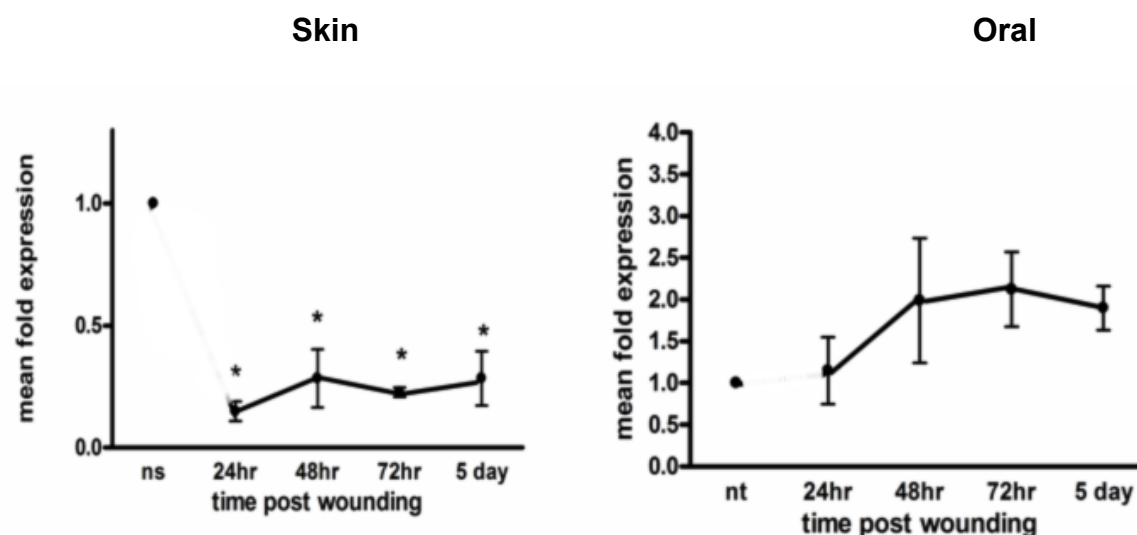 Skin
mean fold expression
1.0
0.5
0.0
*
*
*
*
ns 24hr 48hr 72hr 5 day
time post wounding
Oral
mean fold expression
4.0
3.5
3.0
2.5
2.0
1.5
1.0
0.5
0.0
nt 24hr 48hr 72hr 5 day
time post wounding